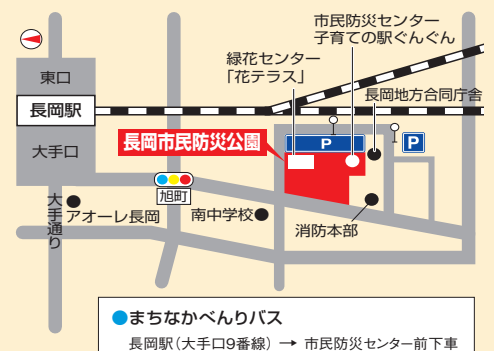 市民防災センター
子育ての駅ぐんぐん
緑花センター
「花テラス」
東口
長岡駅
長岡地方合同庁舎
大手口
長岡市民防災公園
P
P
旭町
大手通り
アオーレ長岡
南中学校
消防本部
●まちなかべんりバス
長岡駅(大手口9番線) → 市民防災センター前下車